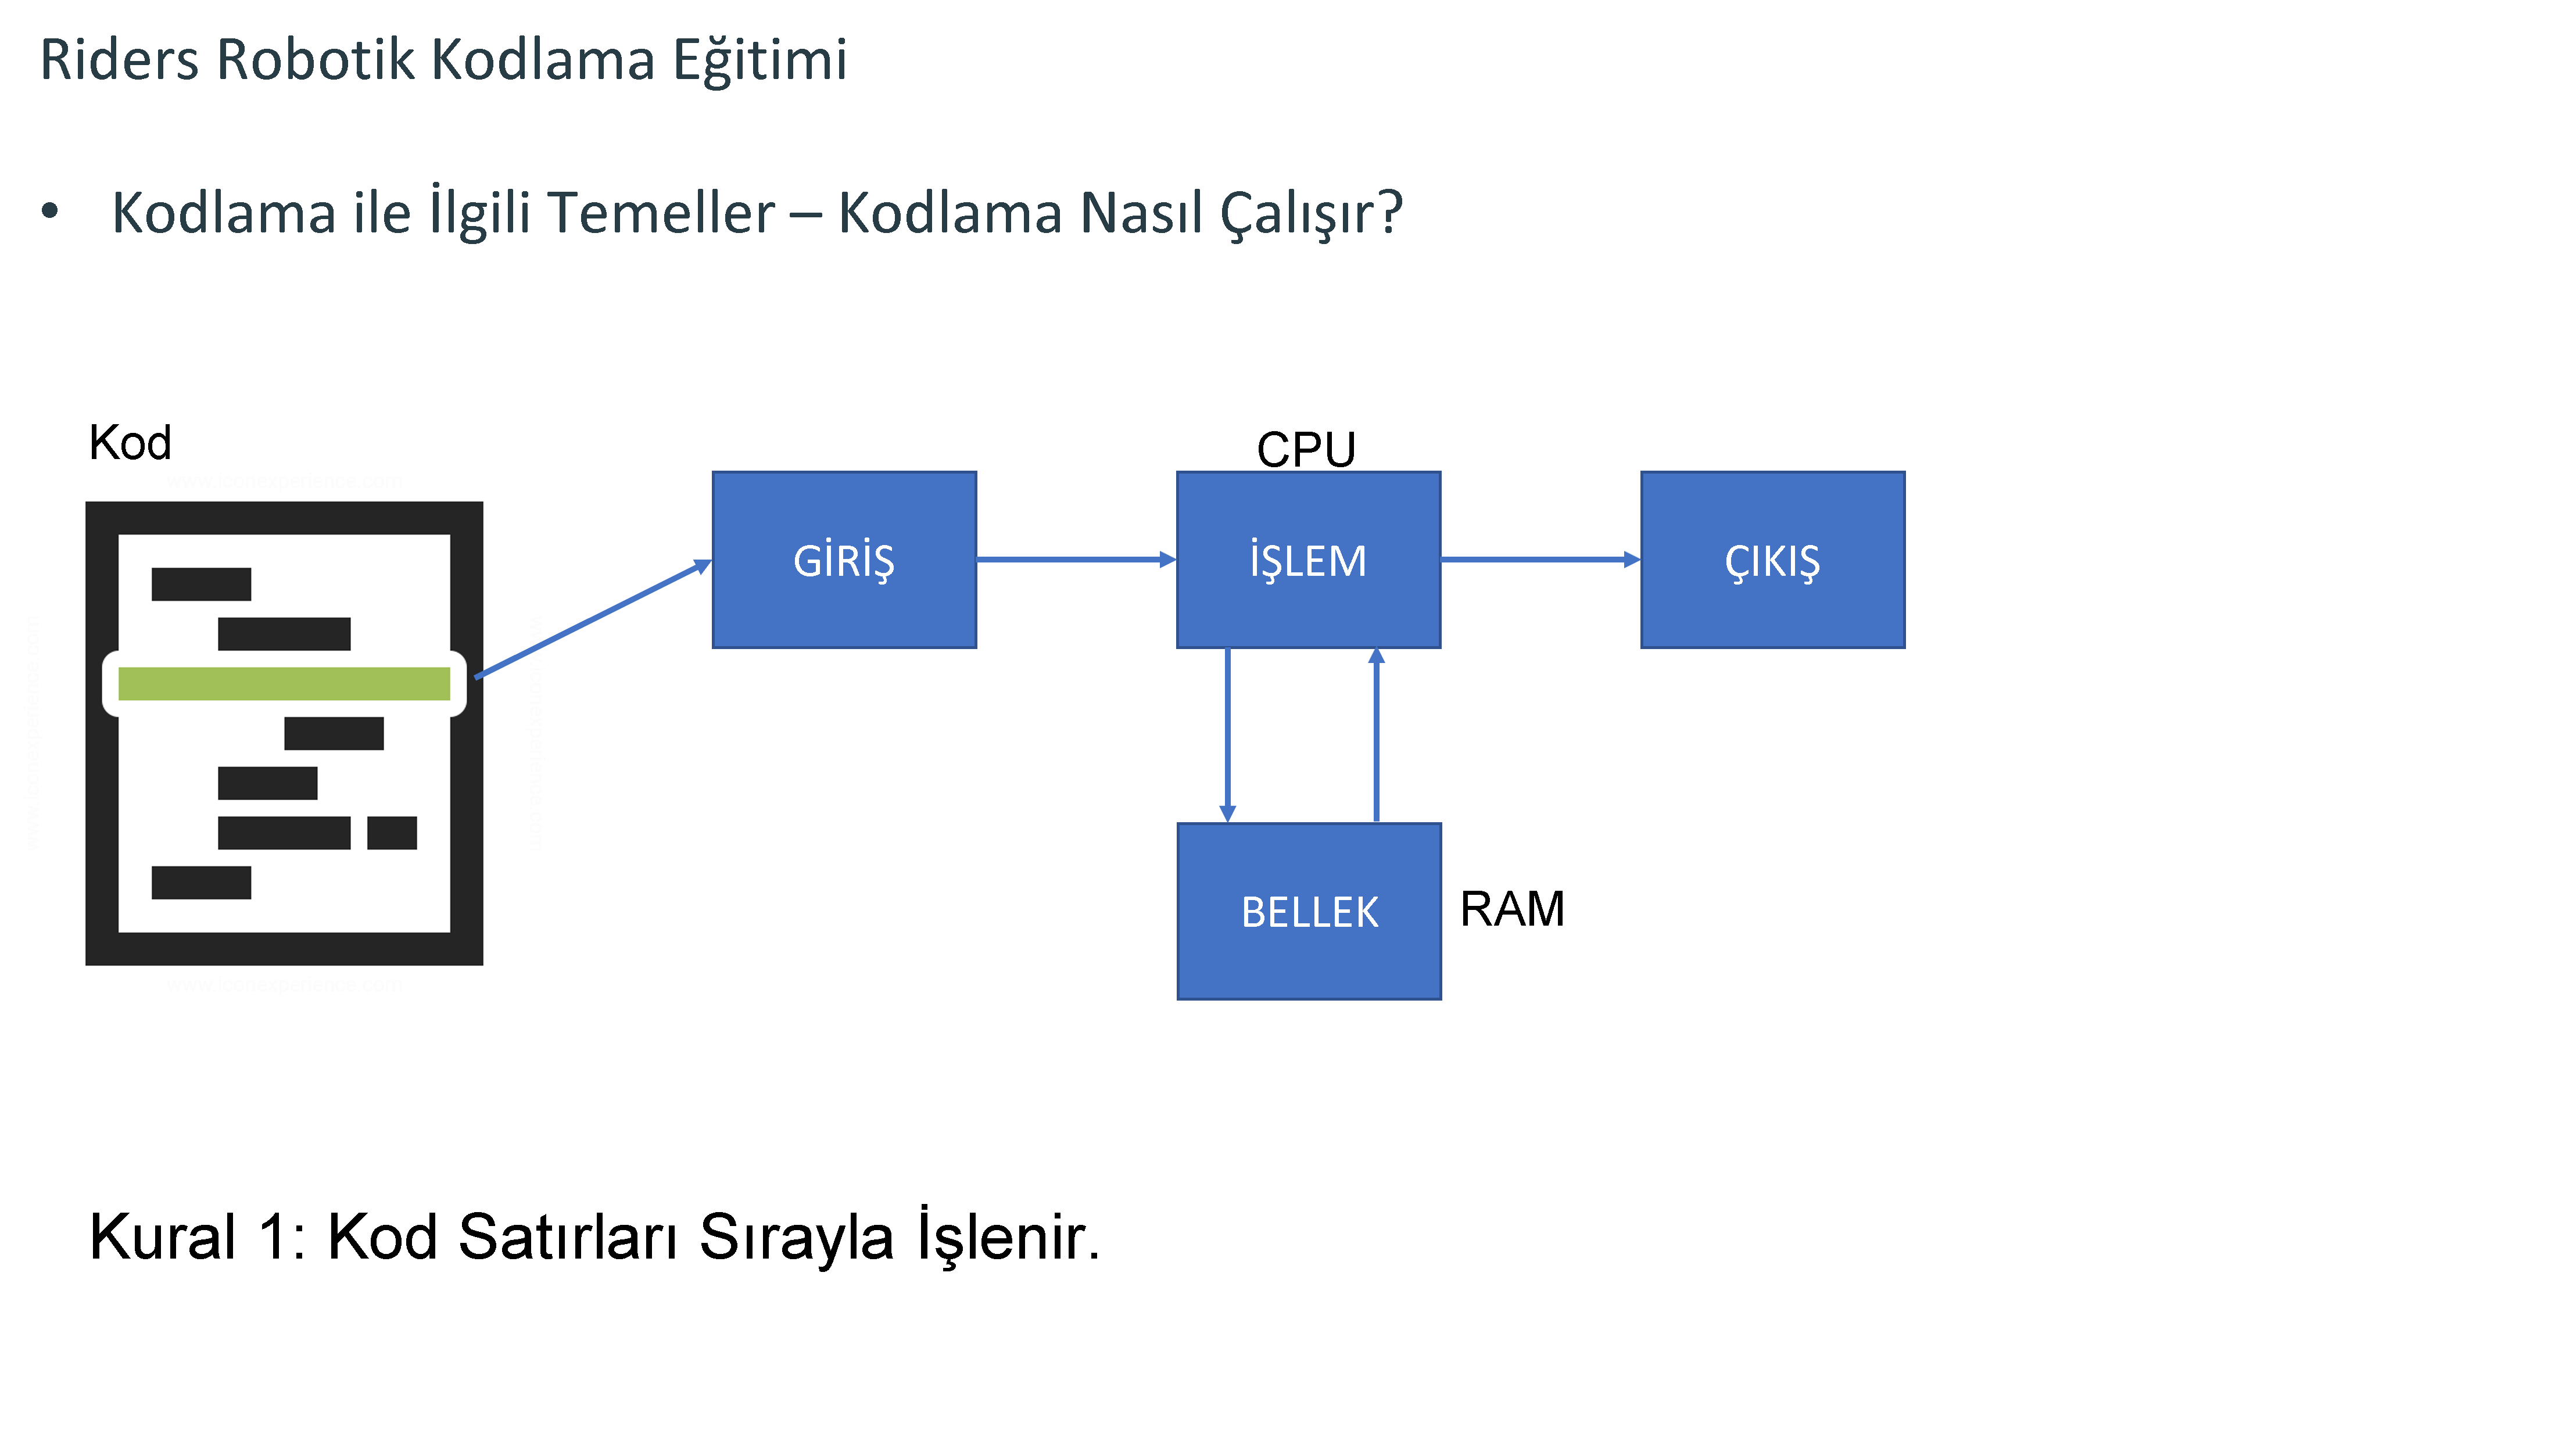 Riders Robotik Kodlama Eğitimi
• Kodlama ile İlgili Temeller – Kodlama Nasıl Çalışır?
Kod
CPU
GİRİŞ
İŞLEM
ÇIKIŞ
BELLEK
RAM
Kural 1: Kod Satırları Sırayla İşlenir.